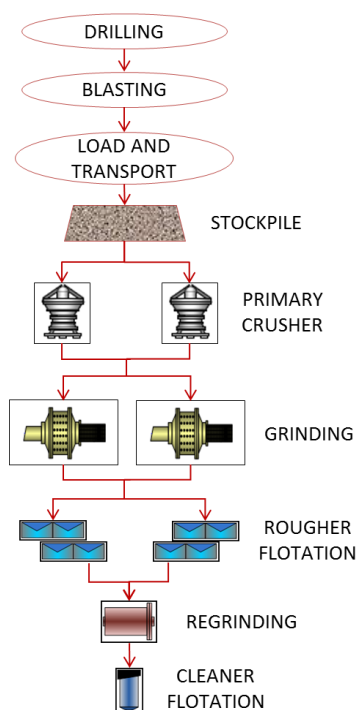 DRILLING
BLASTING
LOAD AND
TRANSPORT
STOCKPILE
PRIMARY
CRUSHER
GRINDING
ROUGHER
FLOTATION
REGRINDING
CLEANER
FLOTATION